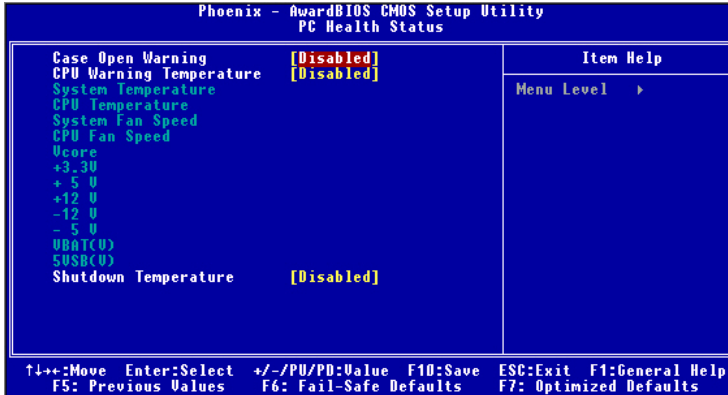 Phoenix - AwardBIOS CMOS Setup Utility
PC Health Status
Case Open Warning [Disabled]
CPU Warning Temperature [Disabled]
System Temperature
CPU Temperature
System Fan Speed
CPU Fan Speed
Vcore
+3.3V
+ 5 V
+12 V
-12 V
- 5 V
VBAT(V)
5VSB(V)
Shutdown Temperature [Disabled]
Item Help
Menu Level ▸
↑↓→←:Move Enter:Select +/-/PU/PD:Value F10:Save ESC:Exit F1:General Help
F5: Previous Values F6: Fail-Safe Defaults F7: Optimized Defaults